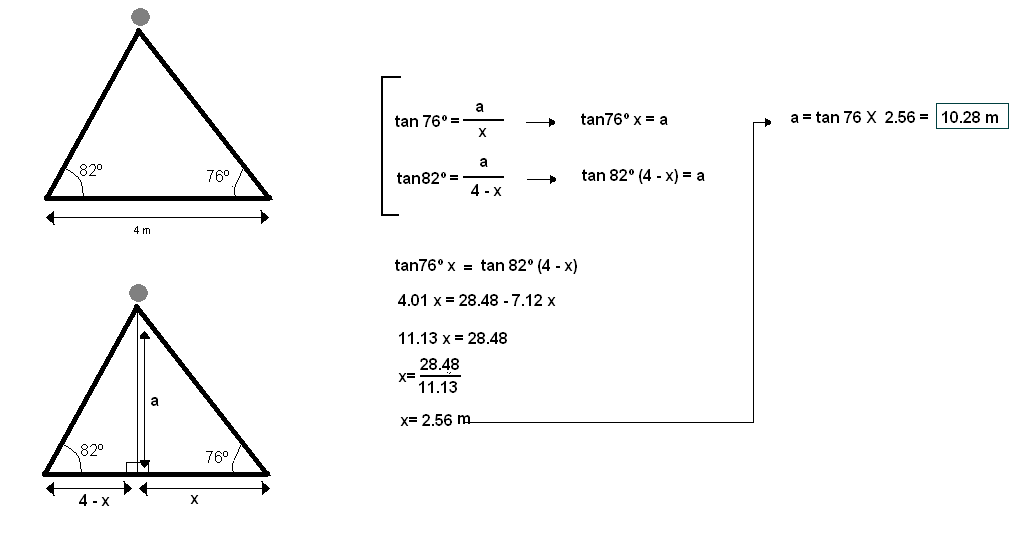 82º 76º
4 m
a
82º 76º
4 - x x
tan 76º = a / x tan76º x = a
tan82º = a / 4 - x tan 82º (4 - x) = a
tan76º x = tan 82º (4 - x)
4.01 x = 28.48 - 7.12 x
11.13 x = 28.48
x= 28.48 / 11.13
x= 2.56 m
a = tan 76 X 2.56 = 10.28 m